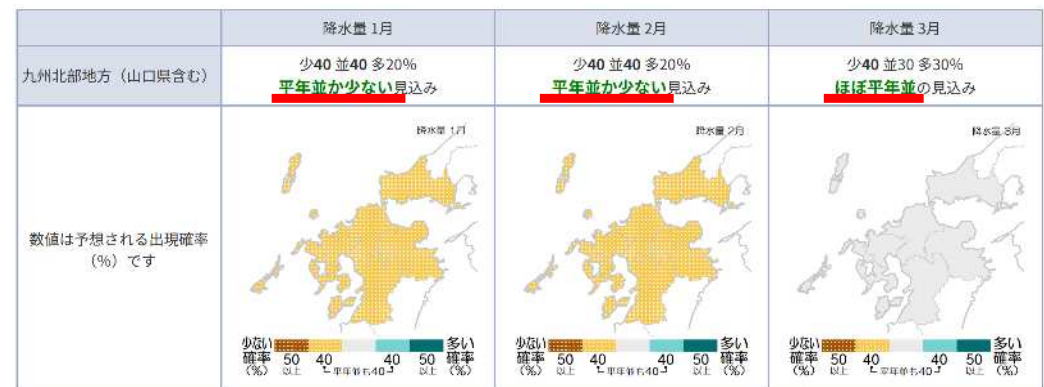 降水量 1月
降水量 2月
降水量 3月
九州北部地方（山口県含む）
少40 並40 多20%
平年並か少ない見込み
少40 並40 多20%
平年並か少ない見込み
少40 並30 多30%
ほぼ平年並の見込み
数値は予想される出現確率
（%）です
降水量 1月
降水量 2月
降水量 3月
少ない 多い
確率 50 40 40 50 確率
（%） 以上 平年並も40 以上 （%）
少ない 多い
確率 50 40 40 50 確率
（%） 以上 平年並も40 以上 （%）
少ない 多い
確率 50 40 40 50 確率
（%） 以上 平年並も40 以上 （%）